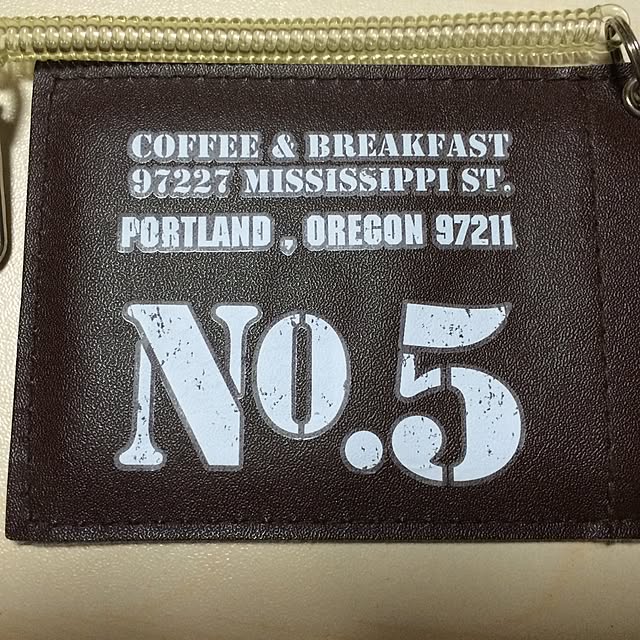 COFFEE & BREAKFAST
97227 MISSISSIPPI ST.
PORTLAND , OREGON 97211
No.5